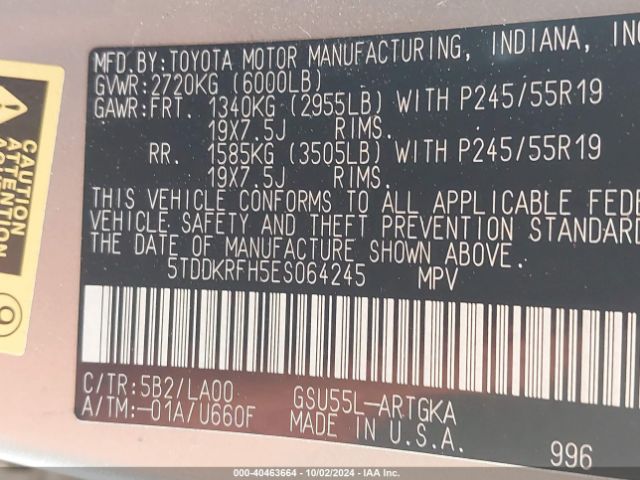 MFD.BY:TOYOTA MOTOR MANUFACTURING, INDIANA, INC
GVWR:2720KG (6000LB)
GAWR:FRT. 1340KG (2955LB) WITH P245/55R19
19X7.5J RIMS.
RR. 1585KG (3505LB) WITH P245/55R19
19X7.5J RIMS.
THIS VEHICLE CONFORMS TO ALL APPLICABLE FEDE
VEHICLE SAFETY AND THEFT PREVENTION STANDAR
THE DATE OF MANUFACTURE SHOWN ABOVE.
5TDDKRFH5ES064245 MPV
C/TR:5B2/LA00 GSU55L-ARTGKA
A/TM:-01A/U660F MADE IN U.S.A.
996
CAUTION
ATTENTION
000-40463664 - 10/02/2024 - IAA Inc.